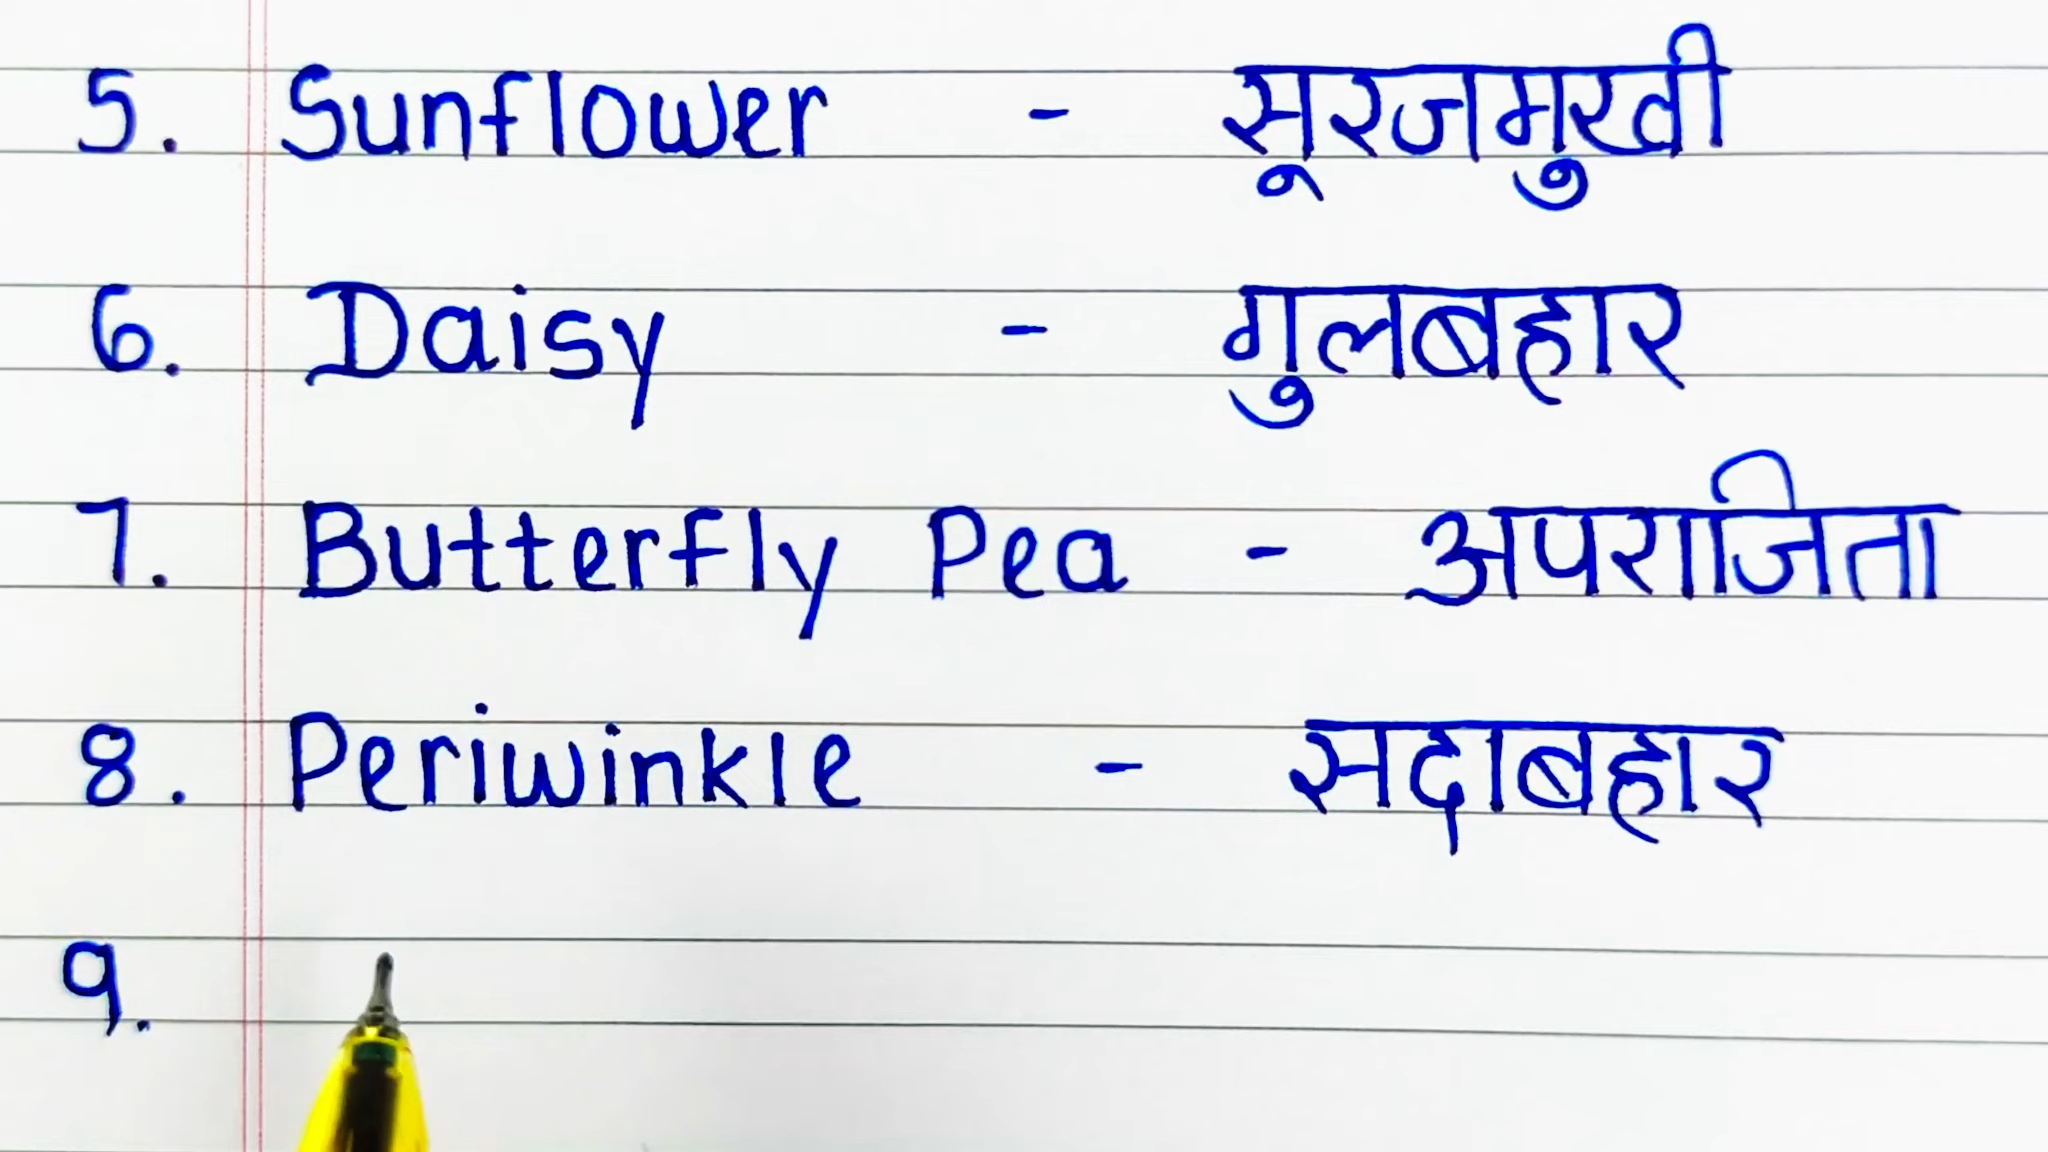 5. Sunflower - सूरजमुखी
6. Daisy - गुलबहार
7. Butterfly Pea - अपराजिता
8. Periwinkle - सदाबहार
9.